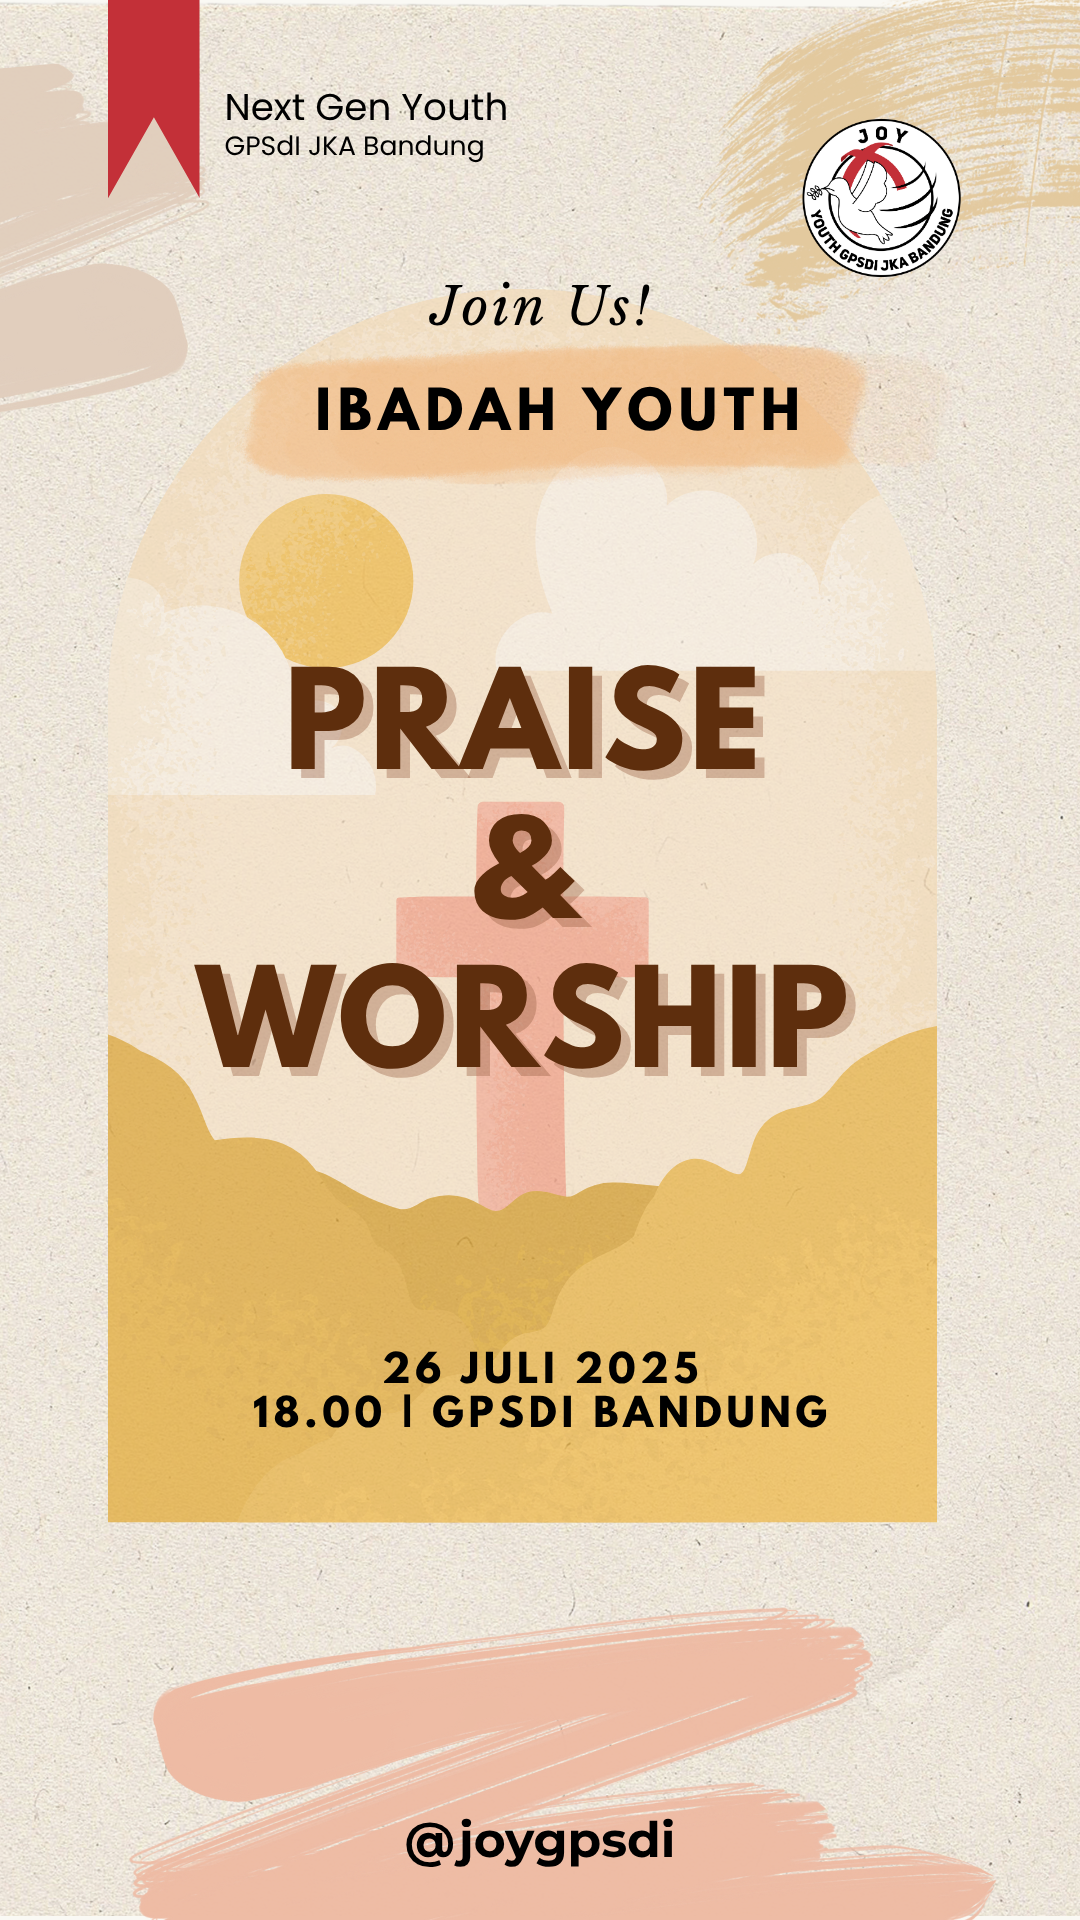 Next Gen Youth
GPSdI JKA Bandung
JOY
YOUTH GPSDI JKA BANDUNG
Join Us!
IBADAH YOUTH
PRAISE
&
WORSHIP
26 JULI 2025
18.00 | GPSDI BANDUNG
@joygpsdi